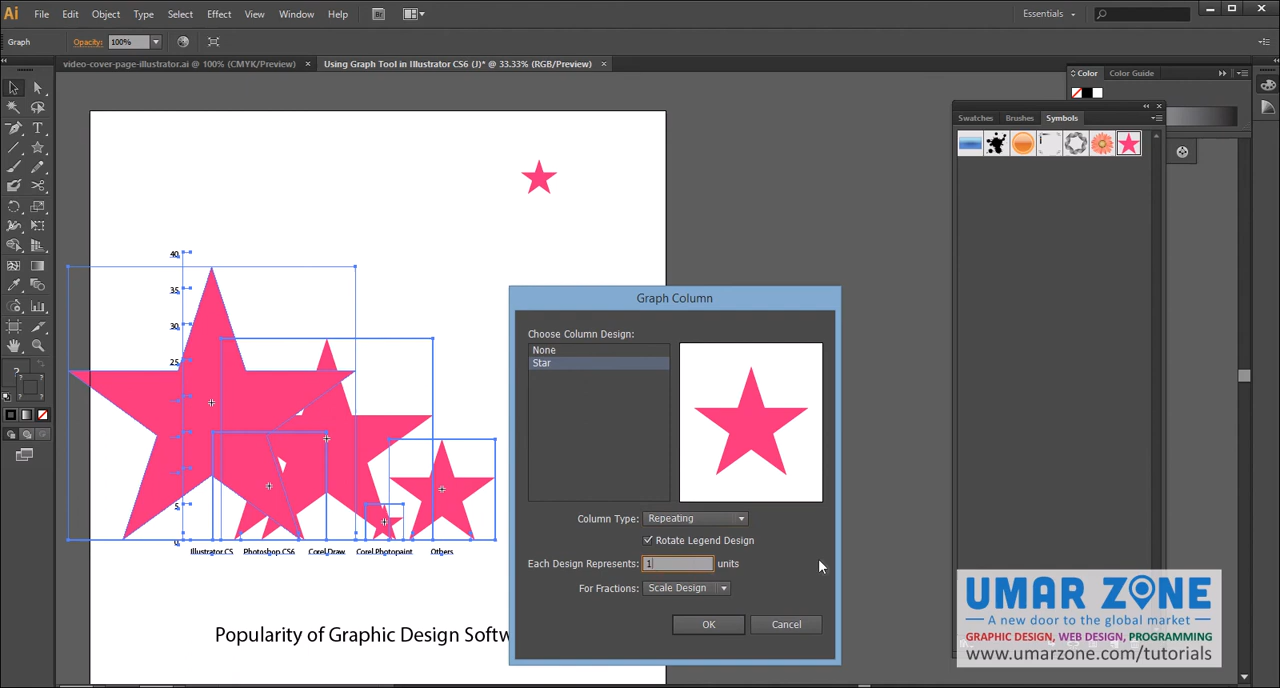 Ai File Edit Object Type Select Effect View Window Help Br Essentials
Graph Opacity: 100%
video-cover-page-illustrator.ai @ 100% (CMYK/Preview) × Using Graph Tool in Illustrator CS6 (J)* @ 33.33% (RGB/Preview) ×
Color Color Guide
Swatches Brushes Symbols
40
35
30
25
5
0
Illustrator CS Photoshop CS6 Corel Draw Corel Photopaint Others
Popularity of Graphic Design Softw
Graph Column
Choose Column Design:
None
Star
Column Type: Repeating
Rotate Legend Design
Each Design Represents: 1 units
For Fractions: Scale Design
OK Cancel
UMAR ZONE
- A new door to the global market -
GRAPHIC DESIGN, WEB DESIGN, PROGRAMMING
www.umarzone.com/tutorials